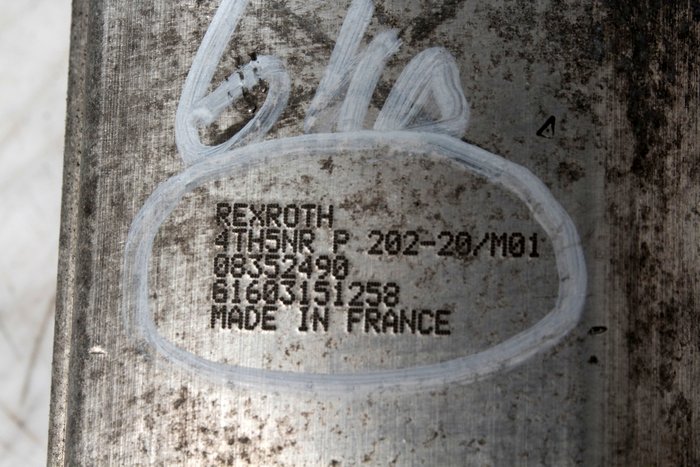 REXROTH
4TH5NR P 202-20/M01
08352490
61603151258
MADE IN FRANCE